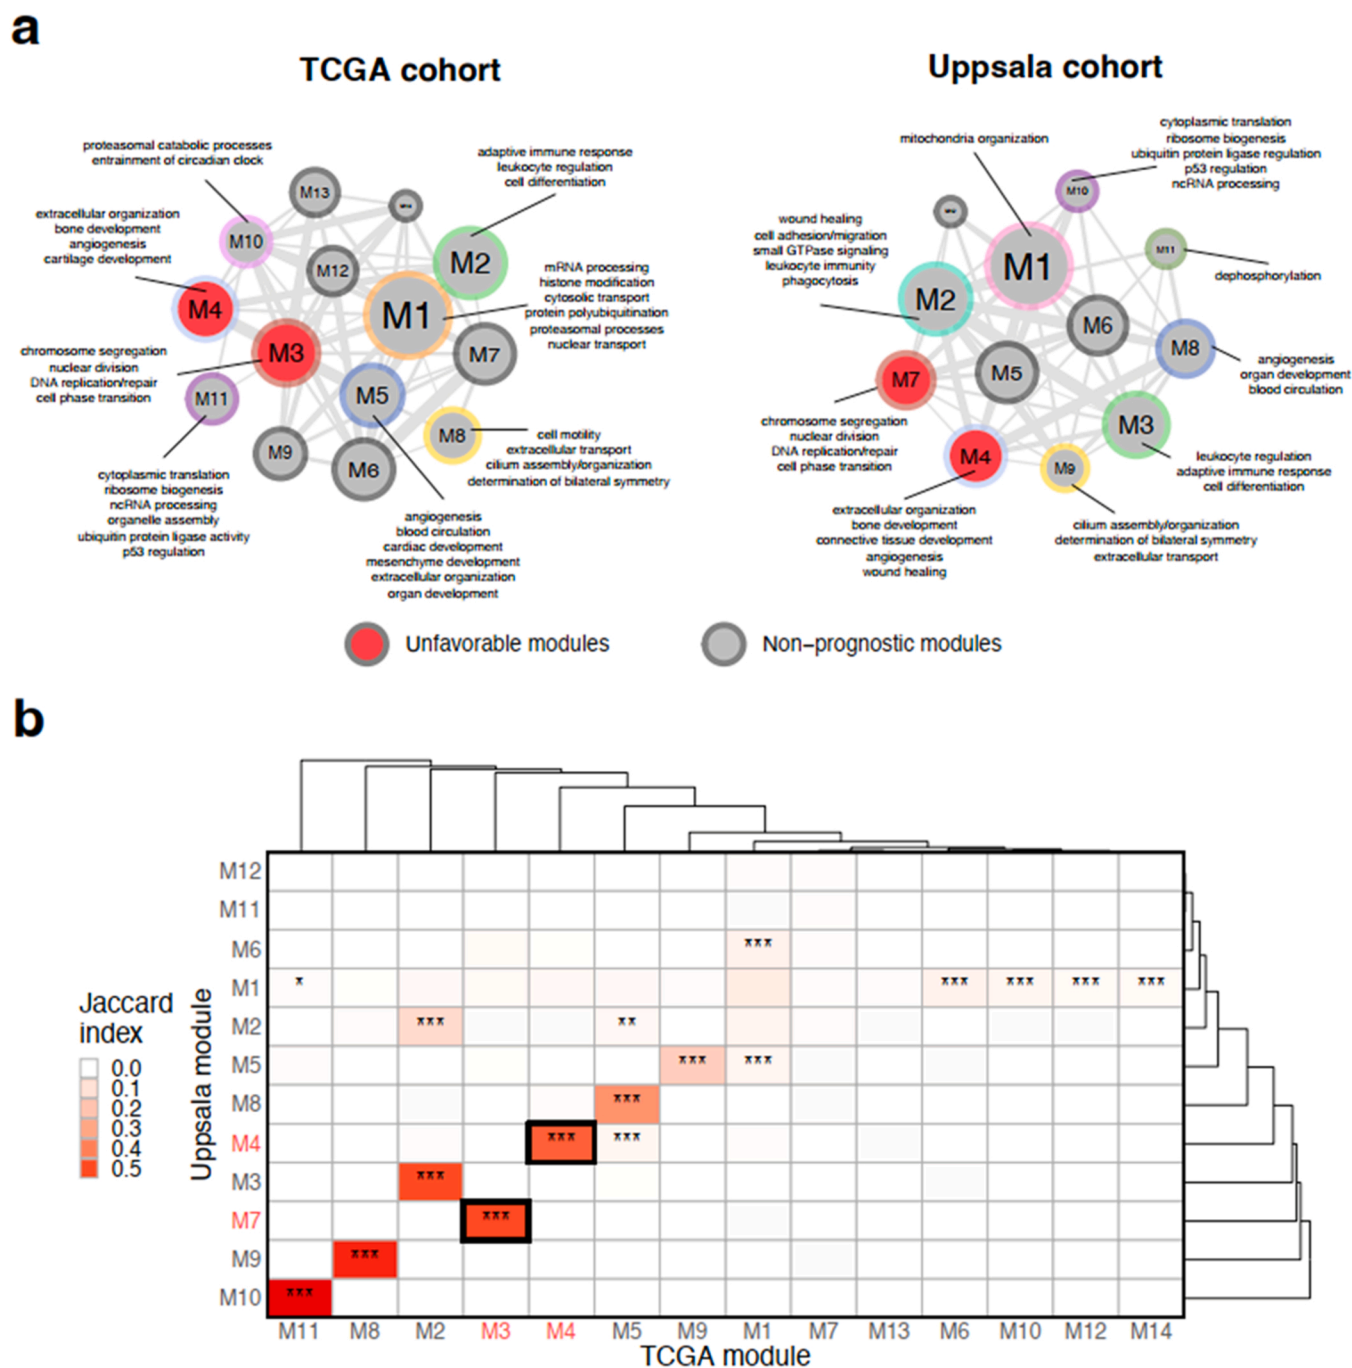 a
TCGA cohort
Uppsala cohort
proteasomal catabolic processes
entrainment of circadian clock
adaptive immune response
leukocyte regulation
cell differentiation
extracellular organization
bone development
angiogenesis
cartilage development
mRNA processing
histone modification
cytosolic transport
protein polyubiquitination
proteasomal processes
nuclear transport
chromosome segregation
nuclear division
DNA replication/repair
cell phase transition
cell motility
extracellular transport
cilium assembly/organization
determination of bilateral symmetry
cytoplasmic translation
ribosome biogenesis
ncRNA processing
organelle assembly
ubiquitin protein ligase activity
p53 regulation
angiogenesis
blood circulation
cardiac development
mesenchyme development
extracellular organization
organ development
M13
M10
M12
M2
M4
M1
M3
M7
M5
M11
M8
M9
M6
mitochondria organization
cytoplasmic translation
ribosome biogenesis
ubiquitin protein ligase regulation
p53 regulation
ncRNA processing
wound healing
cell adhesion/migration
small GTPase signaling
leukocyte immunity
phagocytosis
dephosphorylation
angiogenesis
organ development
blood circulation
chromosome segregation
nuclear division
DNA replication/repair
cell phase transition
leukocyte regulation
adaptive immune response
cell differentiation
extracellular organization
bone development
connective tissue development
angiogenesis
wound healing
cilium assembly/organization
determination of bilateral symmetry
extracellular transport
M10
M1
M11
M2
M6
M8
M5
M7
M3
M4
M9
Unfavorable modules
Non-prognostic modules
b
Jaccard
index
0.0
0.1
0.2
0.3
0.4
0.5
Uppsala module
M12
M11
M6 ***
M1 * *** *** *** ***
M2 *** **
M5 *** ***
M8 ***
M4 *** ***
M3 ***
M7 ***
M9 ***
M10 ***
M11 M8 M2 M3 M4 M5 M9 M1 M7 M13 M6 M10 M12 M14
TCGA module